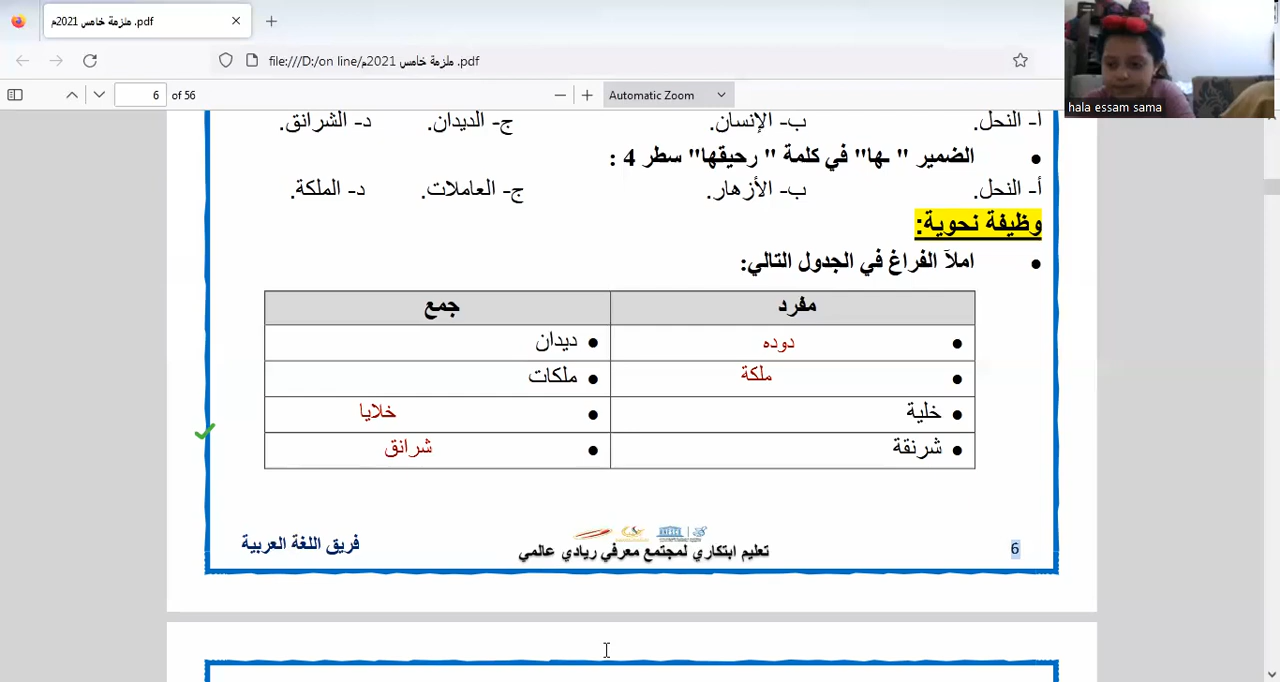 ملزمة خامس 2021م .pdf
file:///D:/on line/ملزمة خامس 2021م .pdf
6 of 56 Automatic Zoom
hala essam sama
أ- النحل. ب- الإنسان. ج- الديدان. د- الشرانق.
الضمير " ـها" في كلمة " رحيقها" سطر 4 :
أ- النحل. ب- الأزهار. ج- العاملات. د- الملكة.
وظيفة نحوية:
املآ الفراغ في الجدول التالي:
مفرد جمع
دوده ديدان
ملكة ملكات
خلية خلايا
شرنقة شرانق
6
تعليم ابتكاري لمجتمع معرفي ريادي عالمي
فريق اللغة العربية